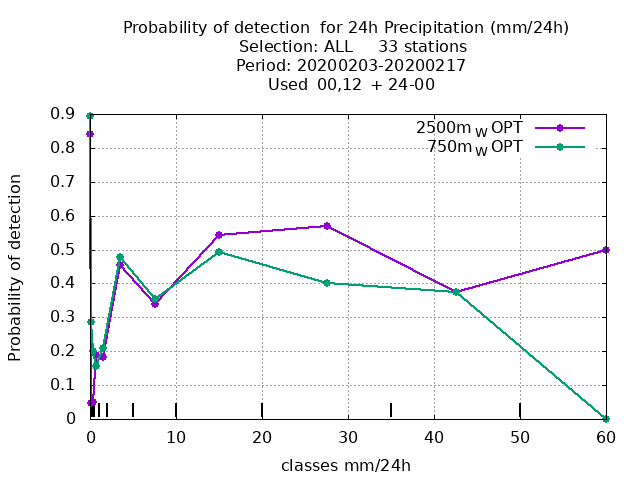 Probability of detection  for 24h Precipitation (mm/24h)
Selection: ALL     33 stations
Period: 20200203-20200217
Used  00,12  + 24-00
2500m W OPT
750m W OPT
0.9
0.8
0.7
0.6
0.5
0.4
0.3
0.2
0.1
0
Probability of detection
0 10 20 30 40 50 60
classes mm/24h